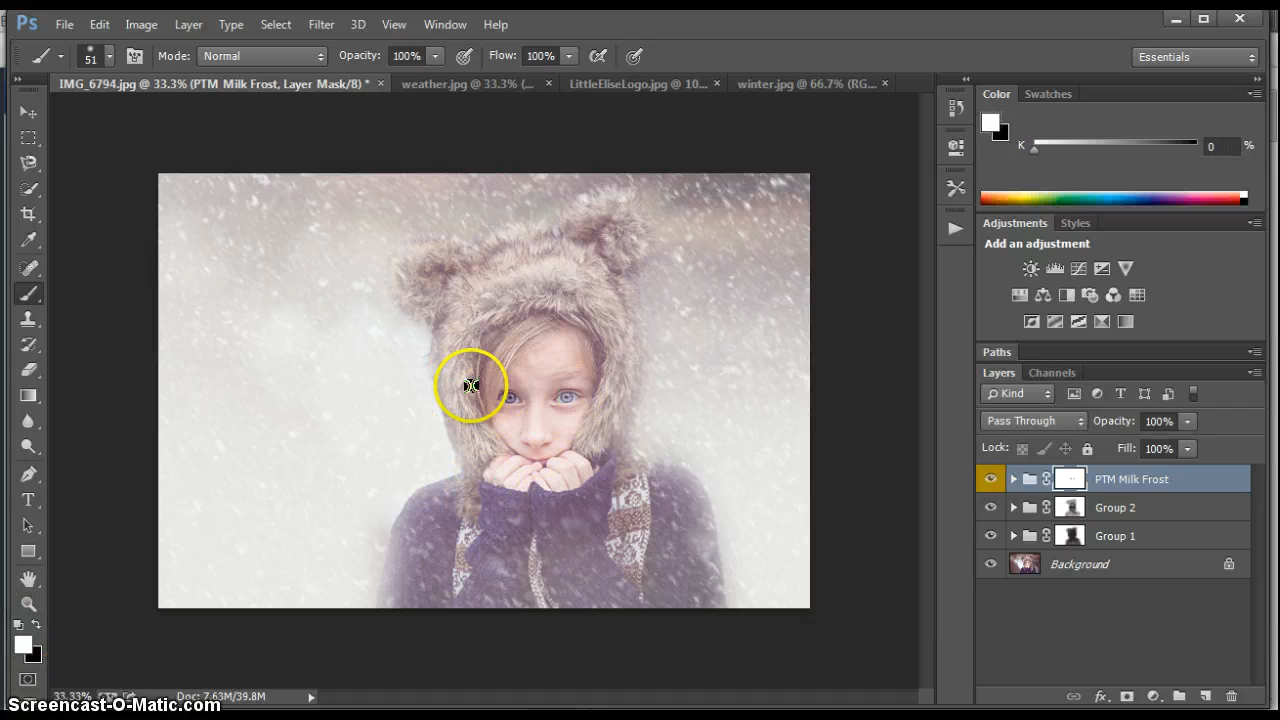 Ps File Edit Image Layer Type Select Filter 3D View Window Help
51 Mode: Normal Opacity: 100% Flow: 100% Essentials
IMG_6794.jpg @ 33.3% (PTM Milk Frost, Layer Mask/8) * × weather.jpg @ 33.3% (... × LittleEliseLogo.jpg @ 10... × winter.jpg @ 66.7% (RG... ×
Color Swatches
K 0 %
Adjustments Styles
Add an adjustment
Paths
Layers Channels
Kind
Pass Through Opacity: 100%
Lock: Fill: 100%
PTM Milk Frost
Group 2
Group 1
Background
33.33% Doc: 7.63M/39.8M
Screencast-O-Matic.com